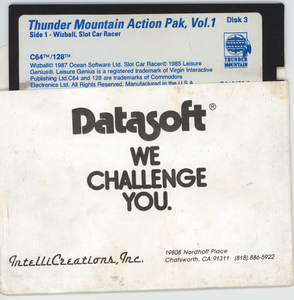 Thunder Mountain Action Pak, Vol.1
Disk 3
Side 1 - Wizball, Slot Car Racer
C64™/128™
Wizball©1987 Ocean Software Ltd. Slot Car Racer©1985 Leisure
Genius®. Leisure Genius is a registered trademark of Virgin Interactive
Publishing Ltd.C64 and 128 are trademarks of Commodore
Electronics Ltd. All Rights Reserved. Manufactured in the U.S.A.
THUNDER
MOUNTAIN
Datasoft®
WE
CHALLENGE
YOU.
IntelliCreations, Inc.
19808 Nordhoff Place
Chatsworth, CA 91311 (818) 886-5922